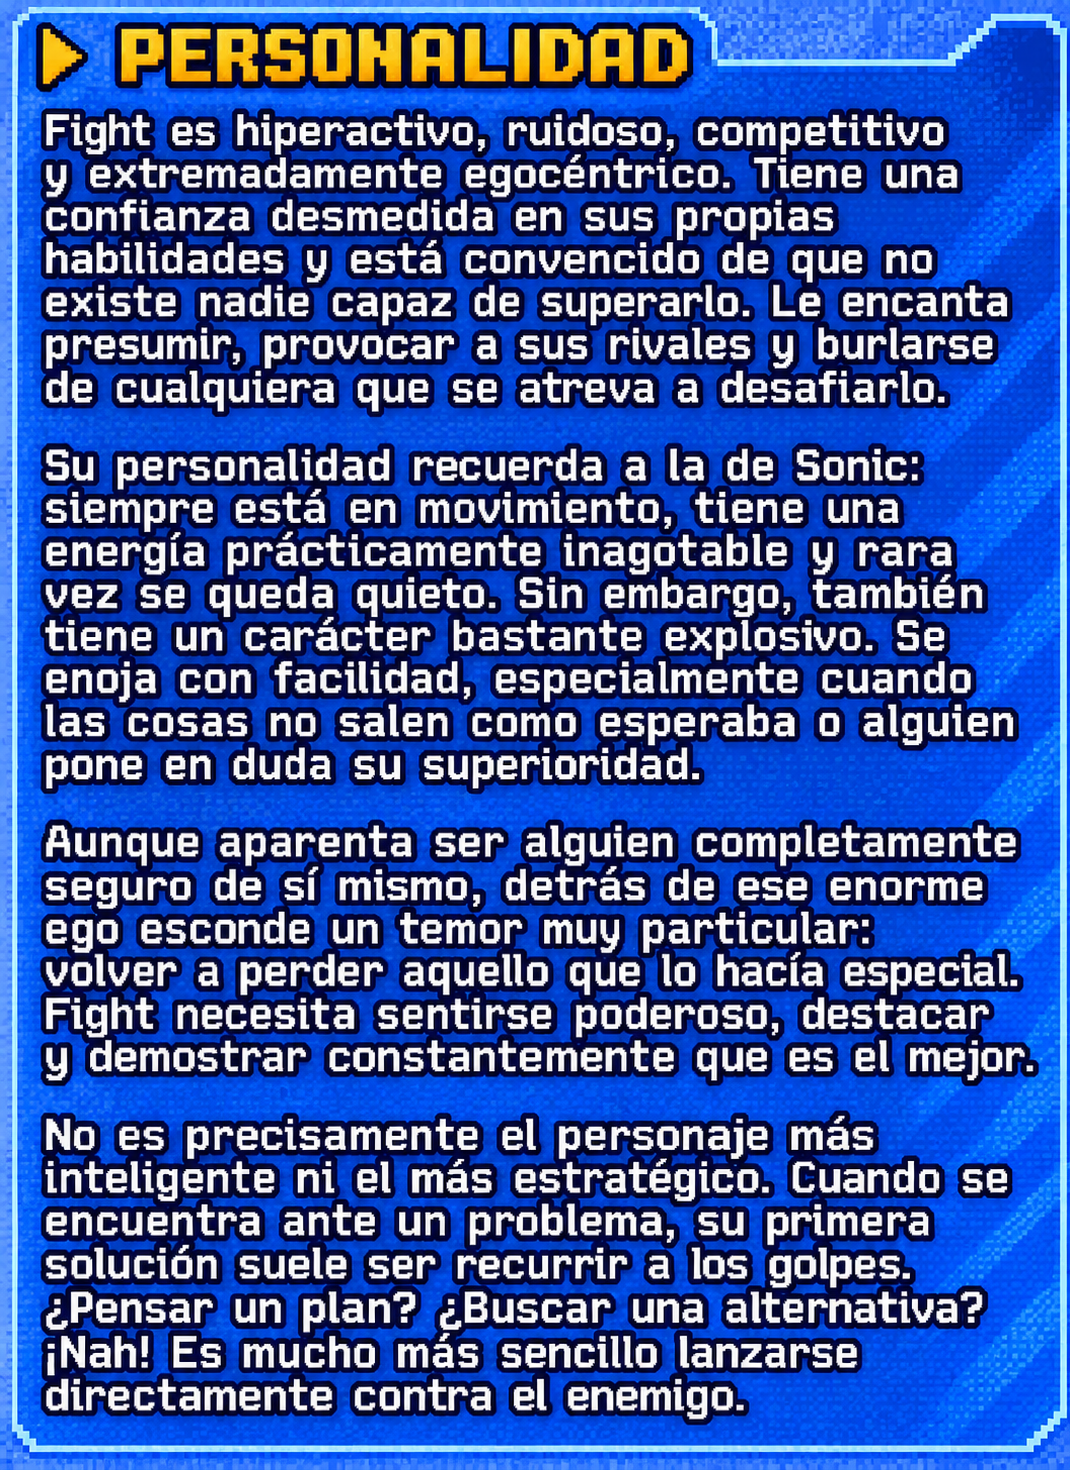 PERSONALIDAD
Fight es hiperactivo, ruidoso, competitivo
y extremadamente egocéntrico. Tiene una
confianza desmedida en sus propias
habilidades y está convencido de que no
existe nadie capaz de superarlo. Le encanta
presumir, provocar a sus rivales y burlarse
de cualquiera que se atreva a desafiarlo.
Su personalidad recuerda a la de Sonic:
siempre está en movimiento, tiene una
energía prácticamente inagotable y rara
vez se queda quieto. Sin embargo, también
tiene un carácter bastante explosivo. Se
enoja con facilidad, especialmente cuando
las cosas no salen como esperaba o alguien
pone en duda su superioridad.
Aunque aparenta ser alguien completamente
seguro de sí mismo, detrás de ese enorme
ego esconde un temor muy particular:
volver a perder aquello que lo hacía especial.
Fight necesita sentirse poderoso, destacar
y demostrar constantemente que es el mejor.
No es precisamente el personaje más
inteligente ni el más estratégico. Cuando se
encuentra ante un problema, su primera
solución suele ser recurrir a los golpes.
¿Pensar un plan? ¿Buscar una alternativa?
¡Nah! Es mucho más sencillo lanzarse
directamente contra el enemigo.